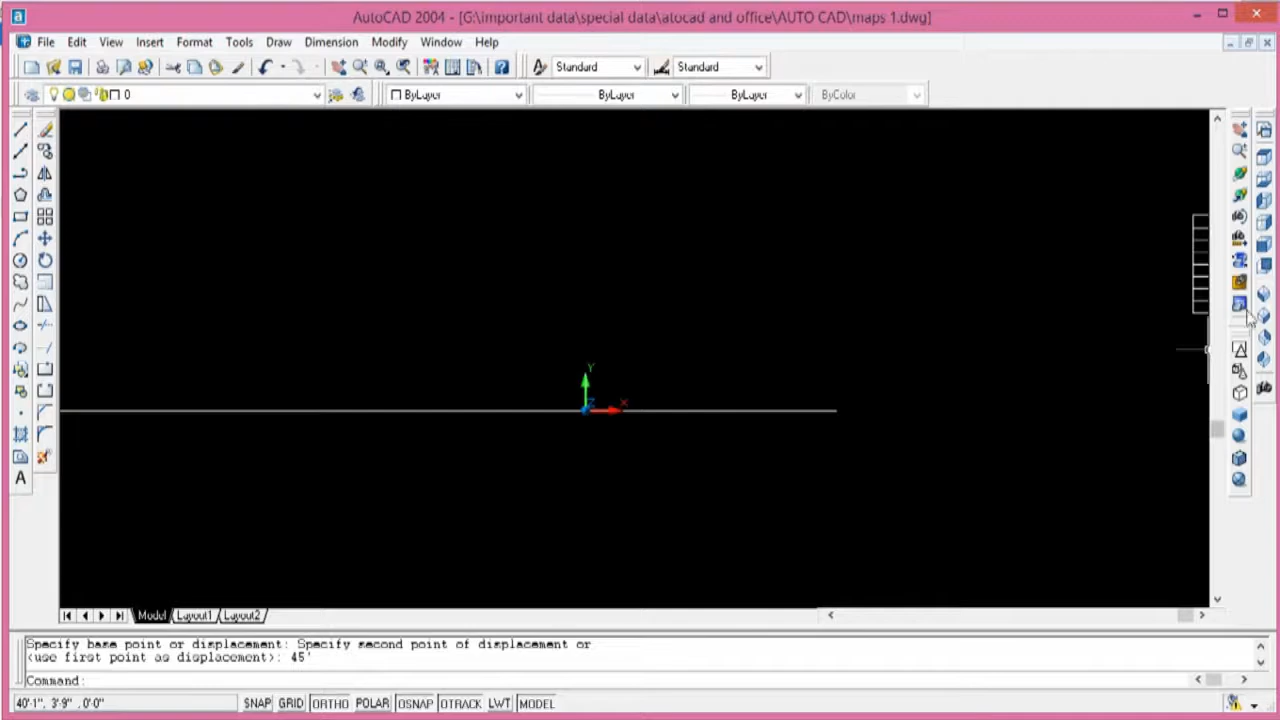 AutoCAD 2004 - [G:\important data\special data\atocad and office\AUTO CAD\maps 1.dwg]
File Edit View Insert Format Tools Draw Dimension Modify Window Help
Standard Standard
0 ByLayer ByLayer ByLayer ByColor
Y
Z X
A
Model Layout1 Layout2
Specify base point or displacement: Specify second point of displacement or
<use first point as displacement>: 45'
Command:
40'-1", 3'-9" , 0'-0" SNAP GRID ORTHO POLAR OSNAP OTRACK LWT MODEL